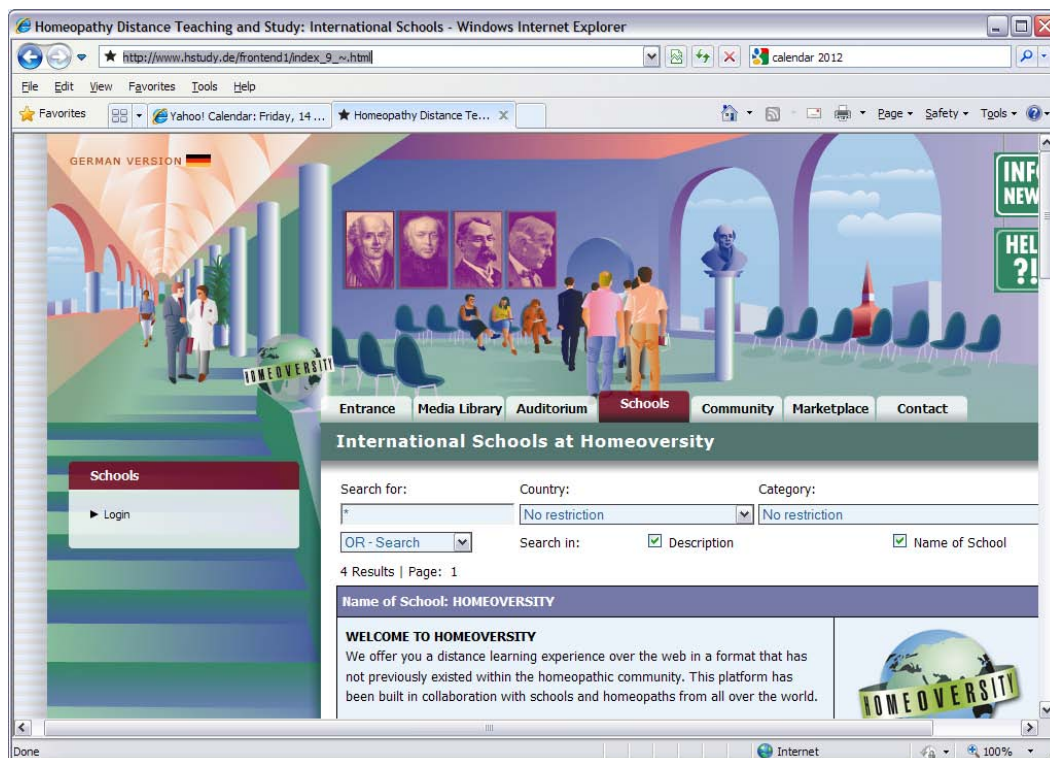 Homeopathy Distance Teaching and Study: International Schools - Windows Internet Explorer
http://www.hstudy.de/frontend1/index_9_~.html
calendar 2012
File Edit View Favorites Tools Help
Favorites
Yahoo! Calendar: Friday, 14 ...
Homeopathy Distance Te... X
Page Safety Tools
GERMAN VERSION
INFO
NEW
HEL
?!
HOMEOVERSITY
Entrance Media Library Auditorium Schools Community Marketplace Contact
International Schools at Homeoversity
Schools
Login
Search for: Country: Category:
* No restriction No restriction
OR - Search Search in: Description Name of School
4 Results | Page: 1
Name of School: HOMEOVERSITY
WELCOME TO HOMEOVERSITY
We offer you a distance learning experience over the web in a format that has
not previously existed within the homeopathic community. This platform has
been built in collaboration with schools and homeopaths from all over the world.
HOMEOVERSITY
Done Internet 100%